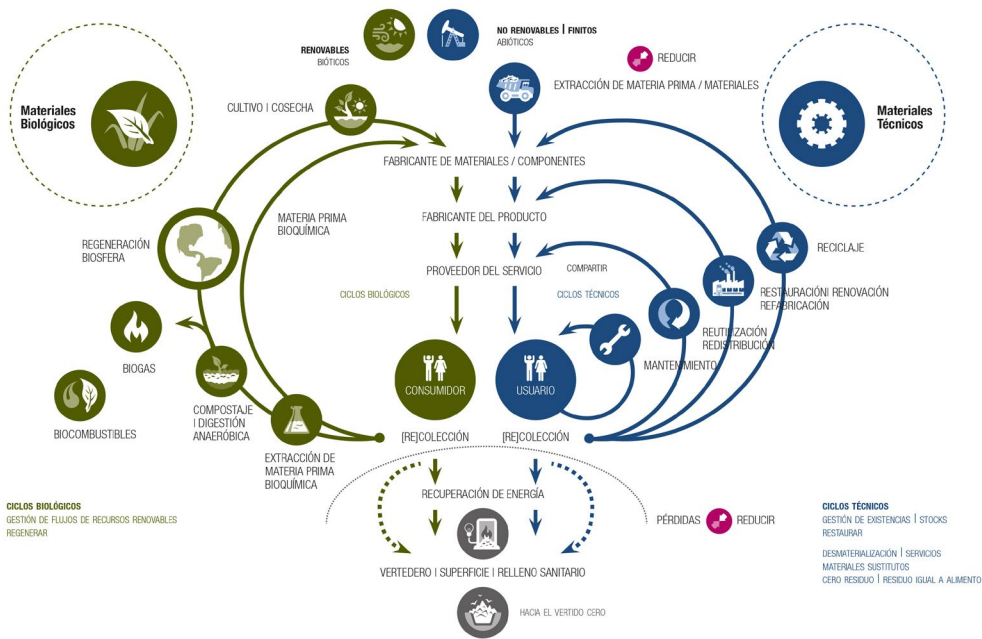 RENOVABLES
BIÓTICOS
NO RENOVABLES | FINITOS
ABIÓTICOS
REDUCIR
EXTRACCIÓN DE MATERIA PRIMA / MATERIALES
Materiales
Biológicos
CULTIVO | COSECHA
Materiales
Técnicos
FABRICANTE DE MATERIALES / COMPONENTES
MATERIA PRIMA
BIOQUÍMICA
FABRICANTE DEL PRODUCTO
REGENERACIÓN
BIOSFERA
RECICLAJE
PROVEEDOR DEL SERVICIO
COMPARTIR
CICLOS BIOLÓGICOS
CICLOS TÉCNICOS
RESTAURACIÓN| RENOVACIÓN
REFABRICACIÓN
REUTILIZACIÓN
REDISTRIBUCIÓN
MANTENIMIENTO
BIOGAS
CONSUMIDOR
USUARIO
BIOCOMBUSTIBLES
COMPOSTAJE
| DIGESTIÓN
ANAERÓBICA
[RE]COLECCIÓN
[RE]COLECCIÓN
EXTRACCIÓN DE
MATERIA PRIMA
BIOQUÍMICA
RECUPERACIÓN DE ENERGÍA
CICLOS BIOLÓGICOS
GESTIÓN DE FLUJOS DE RECURSOS RENOVABLES
REGENERAR
PÉRDIDAS
REDUCIR
CICLOS TÉCNICOS
GESTIÓN DE EXISTENCIAS | STOCKS
RESTAURAR
DESMATERIALIZACIÓN | SERVICIOS
MATERIALES SUSTITUTOS
CERO RESIDUO | RESIDUO IGUAL A ALIMENTO
VERTEDERO | SUPERFICIE | RELLENO SANITARIO
HACIA EL VERTIDO CERO